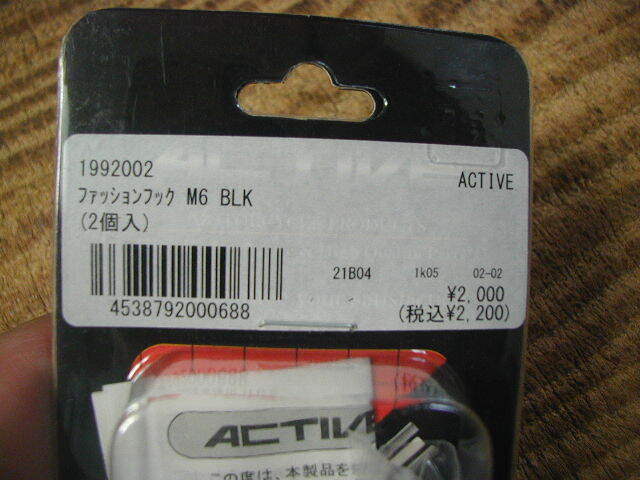 1992002
ACTIVE
ファッションフック M6 BLK
(2個入)
21B04 1k05 02-02
¥2,000
4538792000688
(税込¥2,200)
ACTIVE
この度は、本製品を